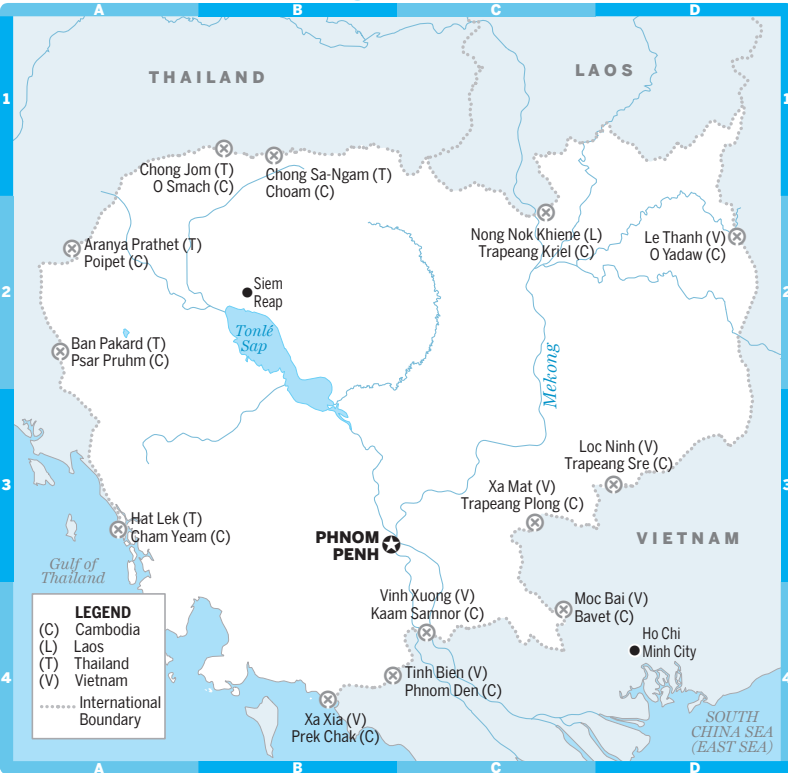 A
B
C
D
THAILAND
LAOS
1
1
Chong Jom (T)
O Smach (C)
Chong Sa-Ngam (T)
Choam (C)
Nong Nok Khiene (L)
Trapeang Kriel (C)
Le Thanh (V)
O Yadaw (C)
Aranya Prathet (T)
Poipet (C)
2
2
Siem
Reap
Tonlé
Sap
Ban Pakard (T)
Psar Pruhm (C)
Mekong
Loc Ninh (V)
Trapeang Sre (C)
3
3
Xa Mat (V)
Trapeang Plong (C)
Hat Lek (T)
Cham Yeam (C)
PHNOM
PENH
VIETNAM
Gulf of
Thailand
Vinh Xuong (V)
Kaam Samnor (C)
Moc Bai (V)
Bavet (C)
Ho Chi
Minh City
LEGEND
(C) Cambodia
(L) Laos
(T) Thailand
(V) Vietnam
International
Boundary
4
4
Tinh Bien (V)
Phnom Den (C)
Xa Xia (V)
Prek Chak (C)
SOUTH
CHINA SEA
(EAST SEA)
A
B
C
D